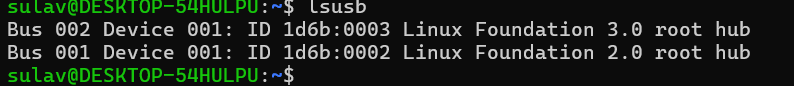 sulav@DESKTOP-54HULPU:~$ lsusb
Bus 002 Device 001: ID 1d6b:0003 Linux Foundation 3.0 root hub
Bus 001 Device 001: ID 1d6b:0002 Linux Foundation 2.0 root hub
sulav@DESKTOP-54HULPU:~$